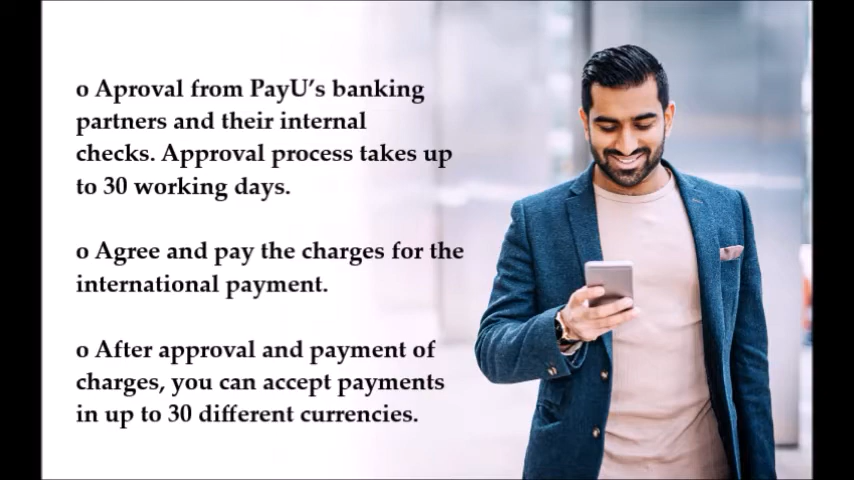 o Aproval from PayU’s banking
partners and their internal
checks. Approval process takes up
to 30 working days.
o Agree and pay the charges for the
international payment.
o After approval and payment of
charges, you can accept payments
in up to 30 different currencies.